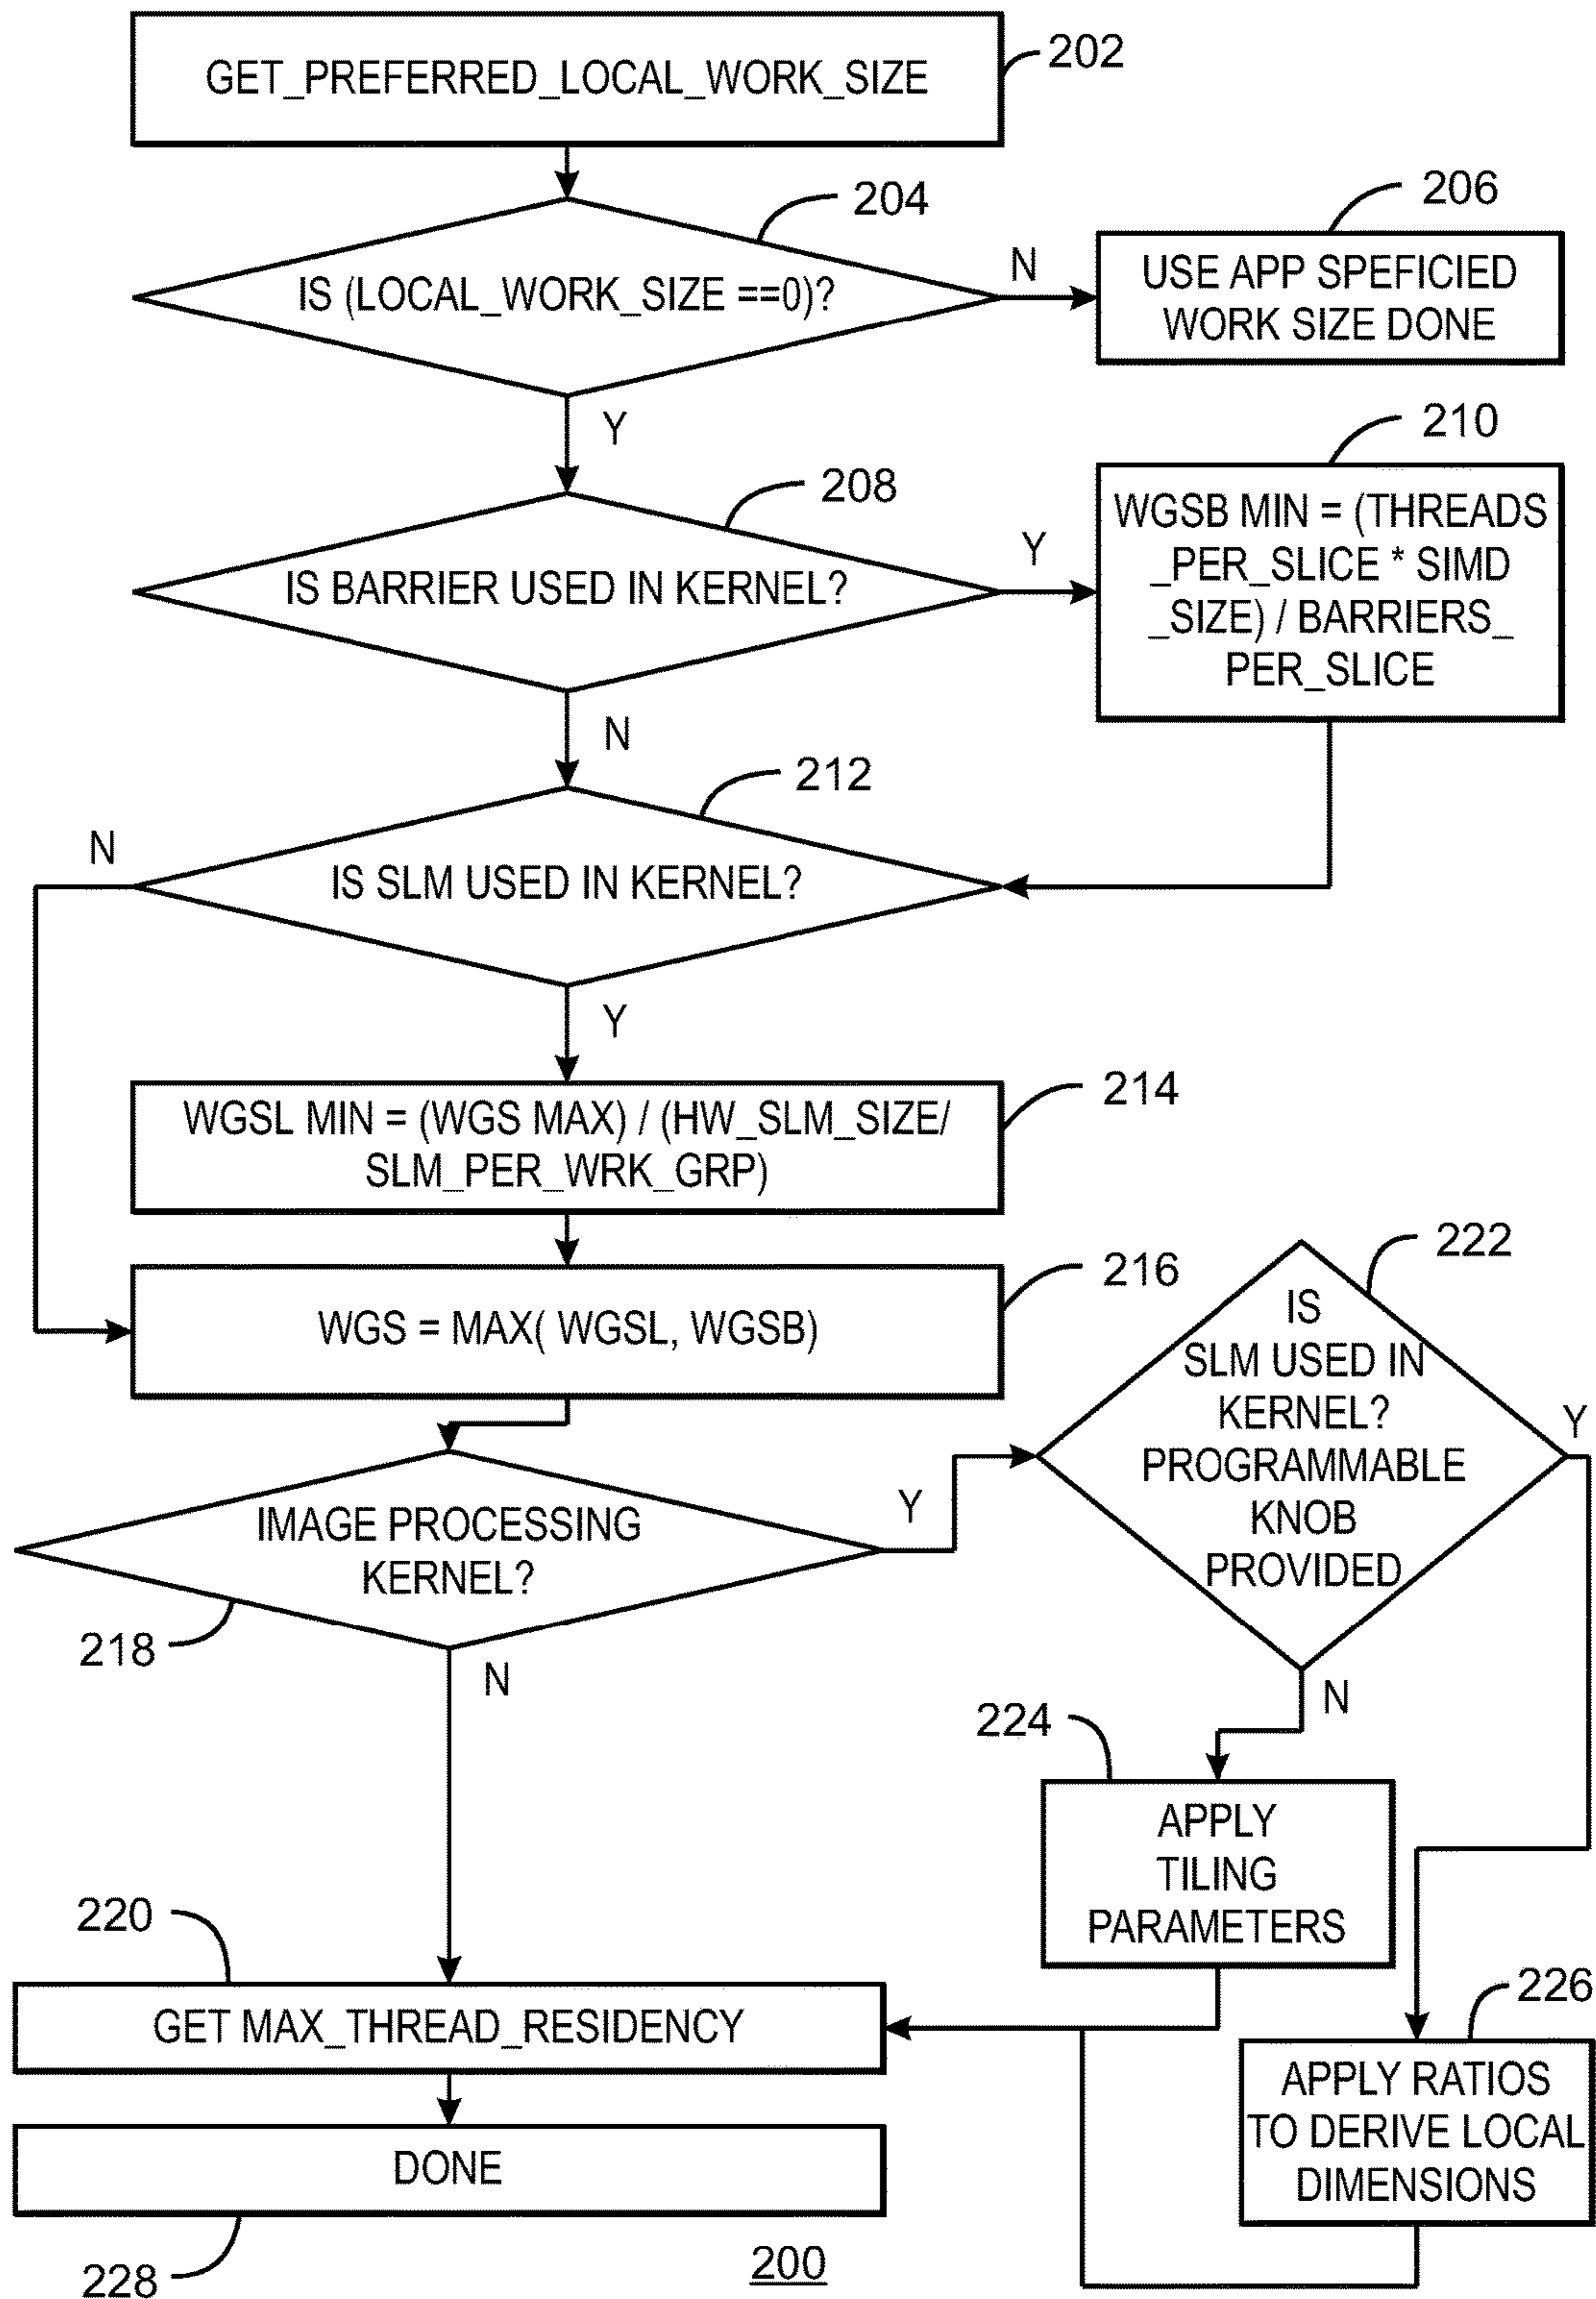 GET_PREFERRED_LOCAL_WORK_SIZE
202
204
IS (LOCAL_WORK_SIZE ==0)?
N
206
USE APP SPEFICIED
WORK SIZE DONE
Y
208
IS BARRIER USED IN KERNEL?
Y
210
WGSB MIN = (THREADS
_PER_SLICE * SIMD
_SIZE) / BARRIERS_
PER_SLICE
N
212
N
IS SLM USED IN KERNEL?
Y
214
WGSL MIN = (WGS MAX) / (HW_SLM_SIZE/
SLM_PER_WRK_GRP)
216
WGS = MAX( WGSL, WGSB)
222
IS
SLM USED IN
KERNEL?
PROGRAMMABLE
KNOB
PROVIDED
Y
IMAGE PROCESSING
KERNEL?
Y
218
N
N
224
APPLY
TILING
PARAMETERS
220
GET MAX_THREAD_RESIDENCY
226
APPLY RATIOS
TO DERIVE LOCAL
DIMENSIONS
DONE
228
200